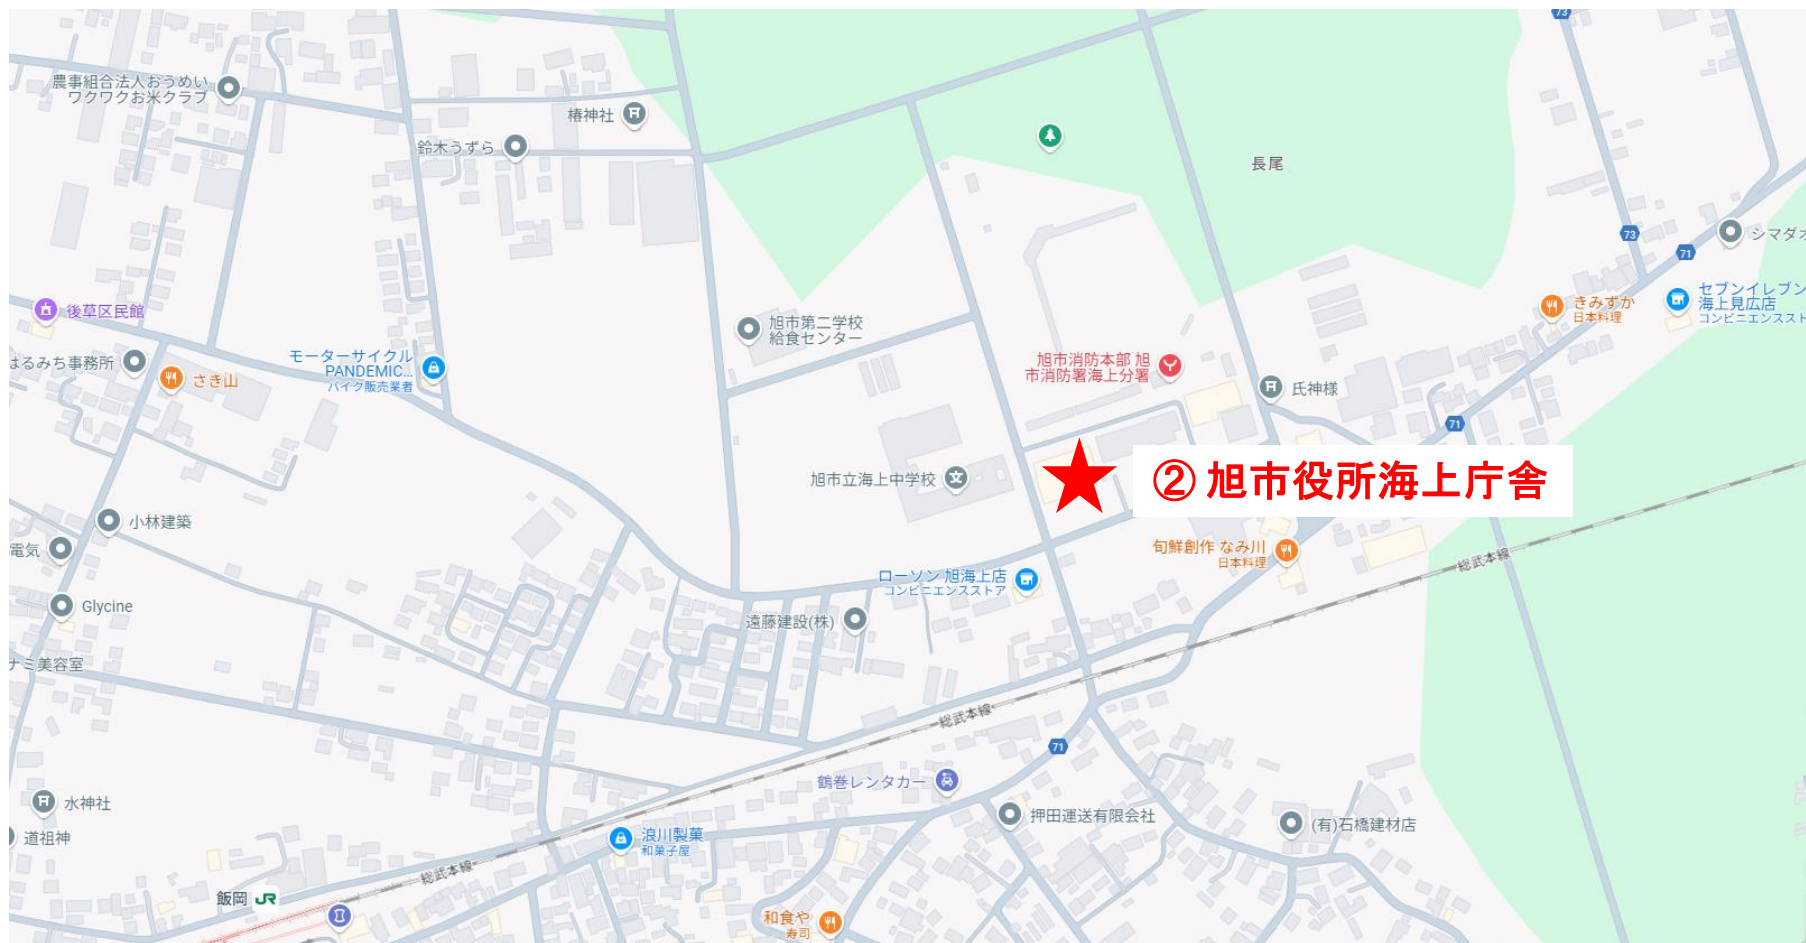 73
農事組合法人おうめい
ワクワクお米クラブ
椿神社
鈴木うずら
長尾
73
シマダオ
71
セブンイレブン
海上見広店
コンビニエンススト
きみずか
日本料理
後草区民館
旭市第二学校
給食センター
はるみち事務所
モーターサイクル
PANDEMIC...
バイク販売業者
さき山
旭市消防本部 旭
市消防署海上分署
氏神様
71
旭市立海上中学校
② 旭市役所海上庁舎
小林建築
電気
旬鮮創作 なみ川
日本料理
総武本線
ローソン 旭海上店
コンビニエンスストア
Glycine
遠藤建設(株)
ナミ美容室
総武本線
71
鶴巻レンタカー
水神社
押田運送有限会社
(有)石橋建材店
道祖神
浪川製菓
和菓子屋
総武本線
飯岡 JR
和食や
寿司